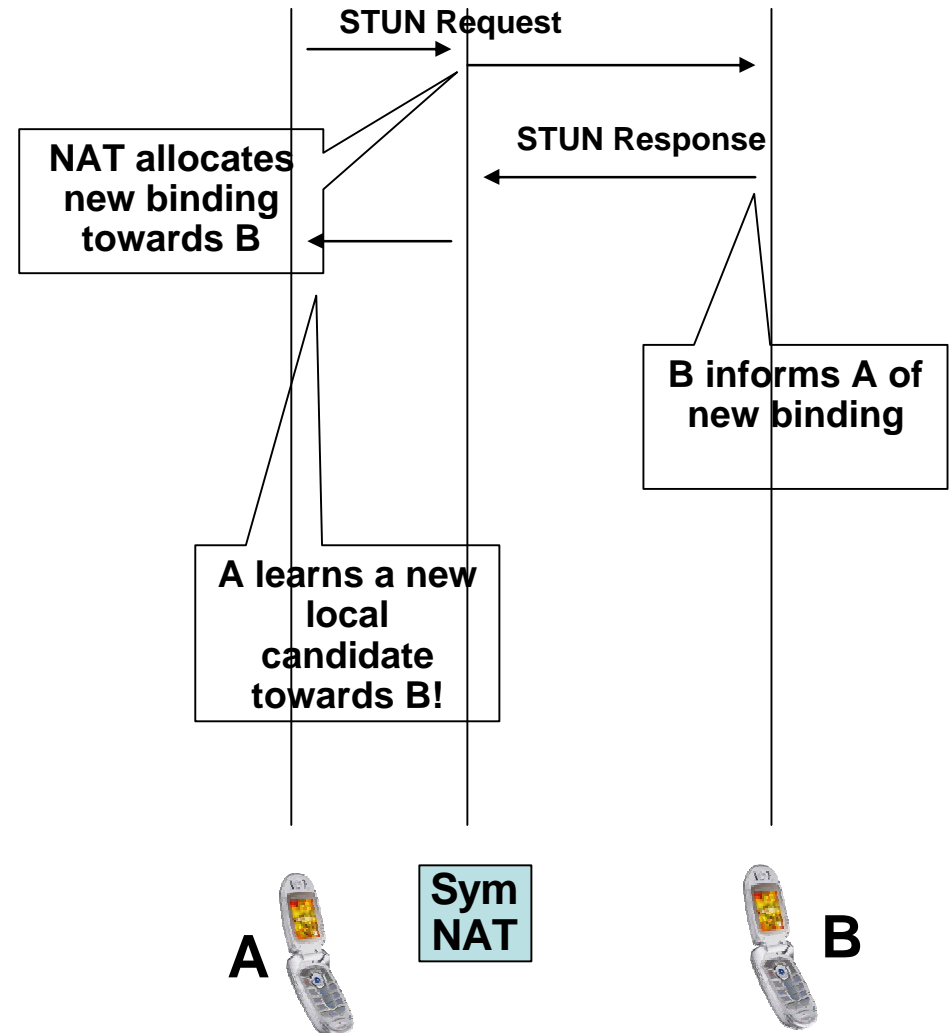 STUN Request
STUN Response
NAT allocates
new binding
towards B
B informs A of
new binding
A learns a new
local
candidate
towards B!
A
Sym
NAT
B